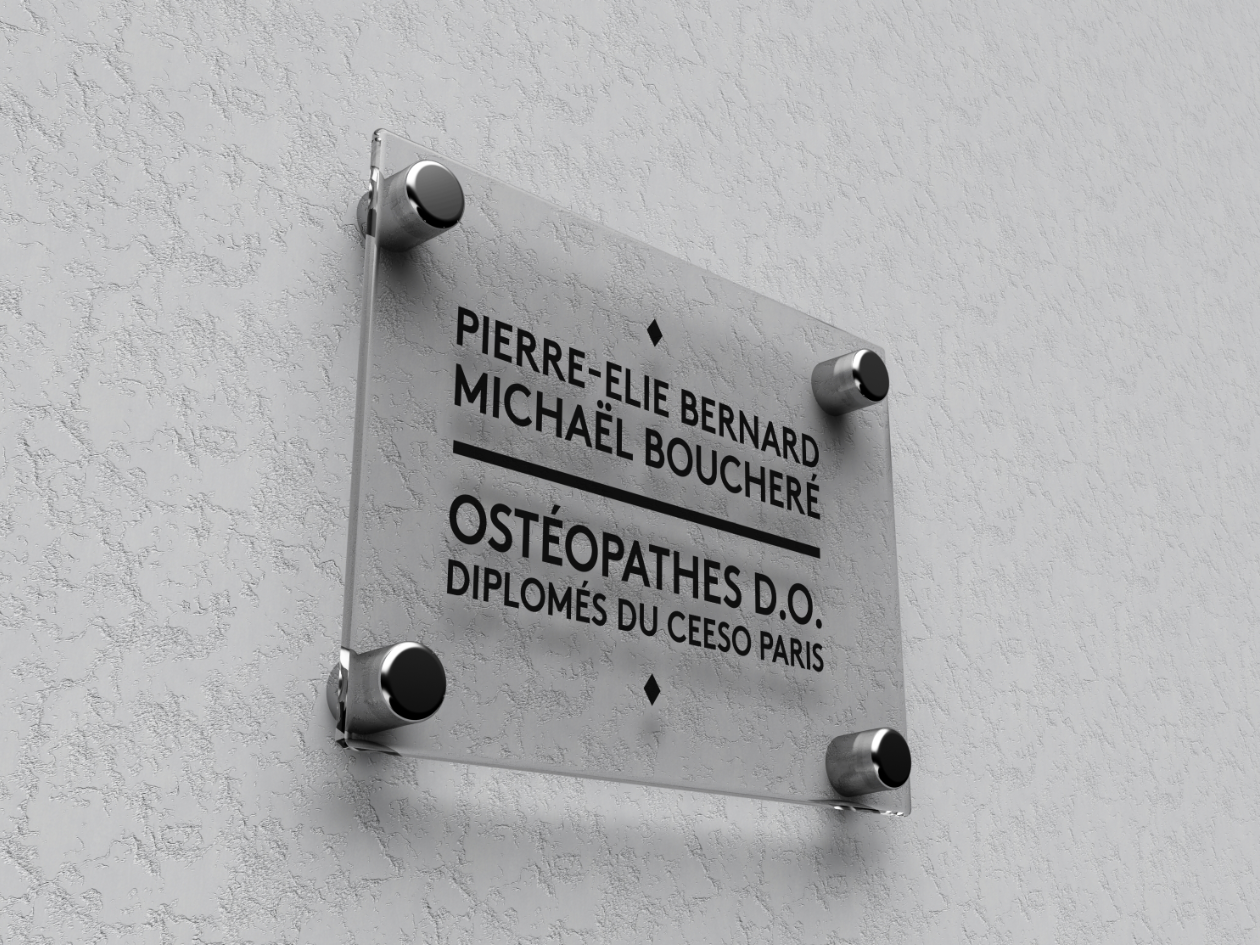 PIERRE-ELIE BERNARD
MICHAËL BOUCHERÉ
OSTÉOPATHES D.O.
DIPLOMÉS DU CEESO PARIS